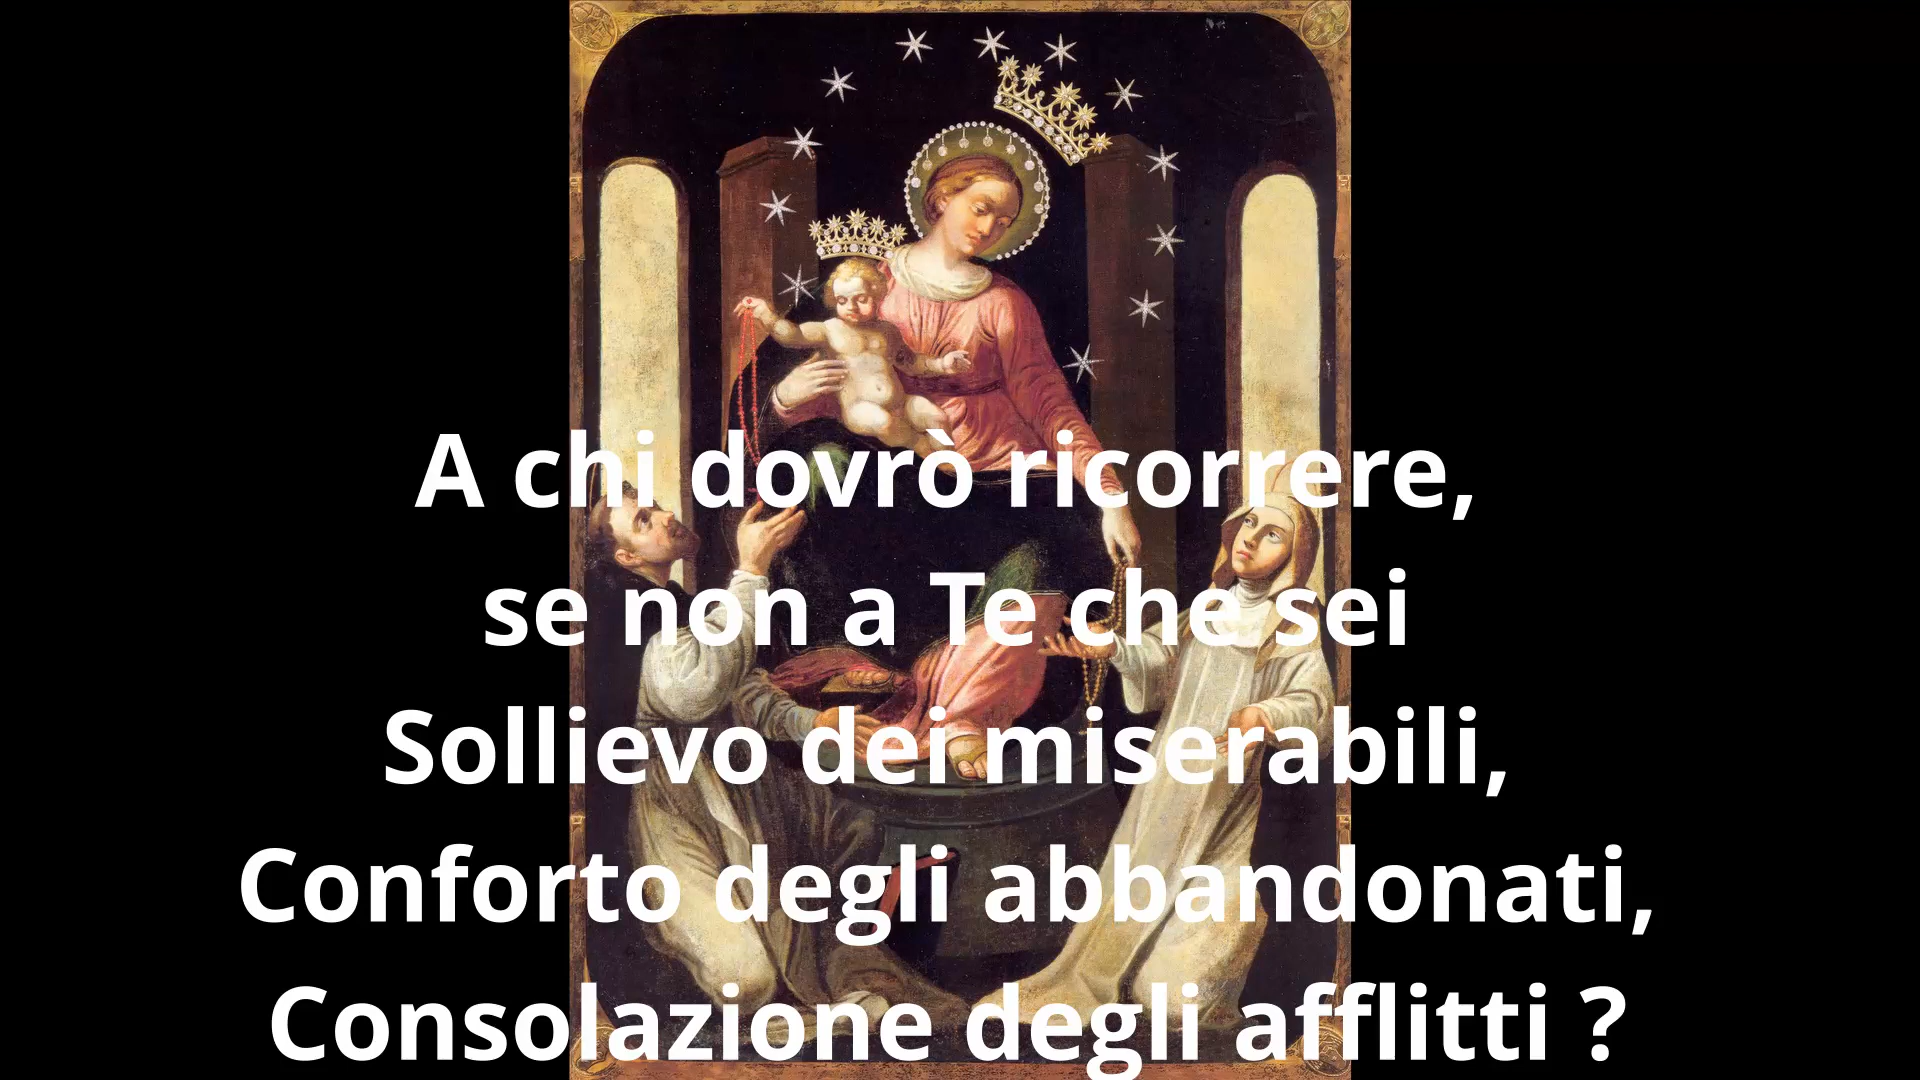 A chi dovrò ricorrere,
se non a Te che sei
Sollievo dei miserabili,
Conforto degli abbandonati,
Consolazione degli afflitti ?